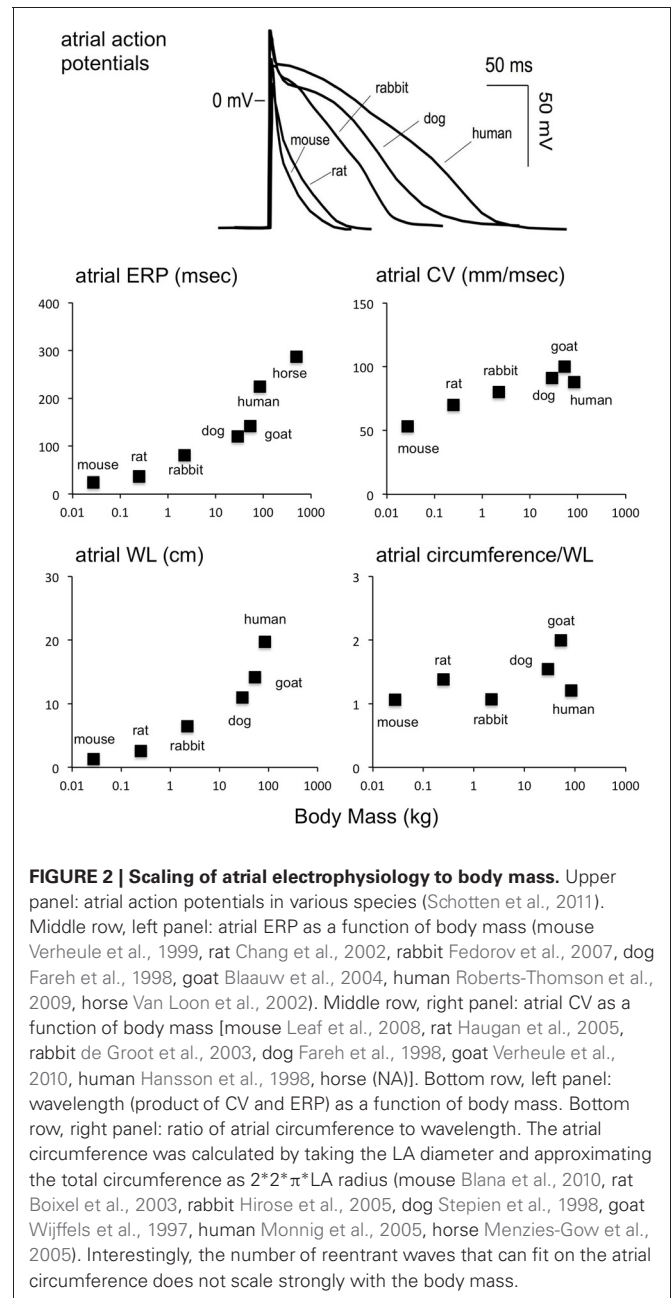 atrial action
potentials
50 ms
50 mV
0 mV
rabbit
dog
human
mouse
rat
atrial ERP (msec)
400
300
200
100
0
horse
human
dog
goat
mouse
rat
rabbit
0.01 0.1 1 10 100 1000
atrial CV (mm/msec)
150
100
50
0
goat
rabbit
rat
dog
human
mouse
0.01 0.1 1 10 100 1000
atrial WL (cm)
30
20
10
0
human
goat
dog
mouse
rat
rabbit
0.01 0.1 1 10 100 1000
atrial circumference/WL
3
2
1
0
goat
dog
rat
mouse
rabbit
human
0.01 0.1 1 10 100 1000
Body Mass (kg)
FIGURE 2 | Scaling of atrial electrophysiology to body mass. Upper
panel: atrial action potentials in various species (Schotten et al., 2011).
Middle row, left panel: atrial ERP as a function of body mass (mouse
Verheule et al., 1999, rat Chang et al., 2002, rabbit Fedorov et al., 2007, dog
Fareh et al., 1998, goat Blaauw et al., 2004, human Roberts-Thomson et al.,
2009, horse Van Loon et al., 2002). Middle row, right panel: atrial CV as a
function of body mass [mouse Leaf et al., 2008, rat Haugan et al., 2005,
rabbit de Groot et al., 2003, dog Fareh et al., 1998, goat Verheule et al.,
2010, human Hansson et al., 1998, horse (NA)]. Bottom row, left panel:
wavelength (product of CV and ERP) as a function of body mass. Bottom
row, right panel: ratio of atrial circumference to wavelength. The atrial
circumference was calculated by taking the LA diameter and approximating
the total circumference as 2*2*π*LA radius (mouse Blana et al., 2010, rat
Boixel et al., 2003, rabbit Hirose et al., 2005, dog Stepien et al., 1998, goat
Wijffels et al., 1997, human Monnig et al., 2005, horse Menzies-Gow et al.,
2005). Interestingly, the number of reentrant waves that can fit on the atrial
circumference does not scale strongly with the body mass.